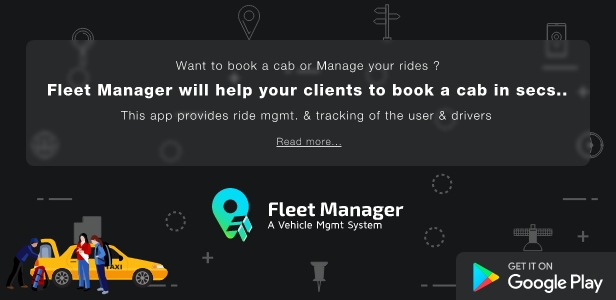 Want to book a cab or Manage your rides ?
Fleet Manager will help your clients to book a cab in secs..
This app provides ride mgmt. & tracking of the user & drivers
Read more...
Fleet Manager
A Vehicle Mgmt System
TAXI
GET IT ON
Google Play